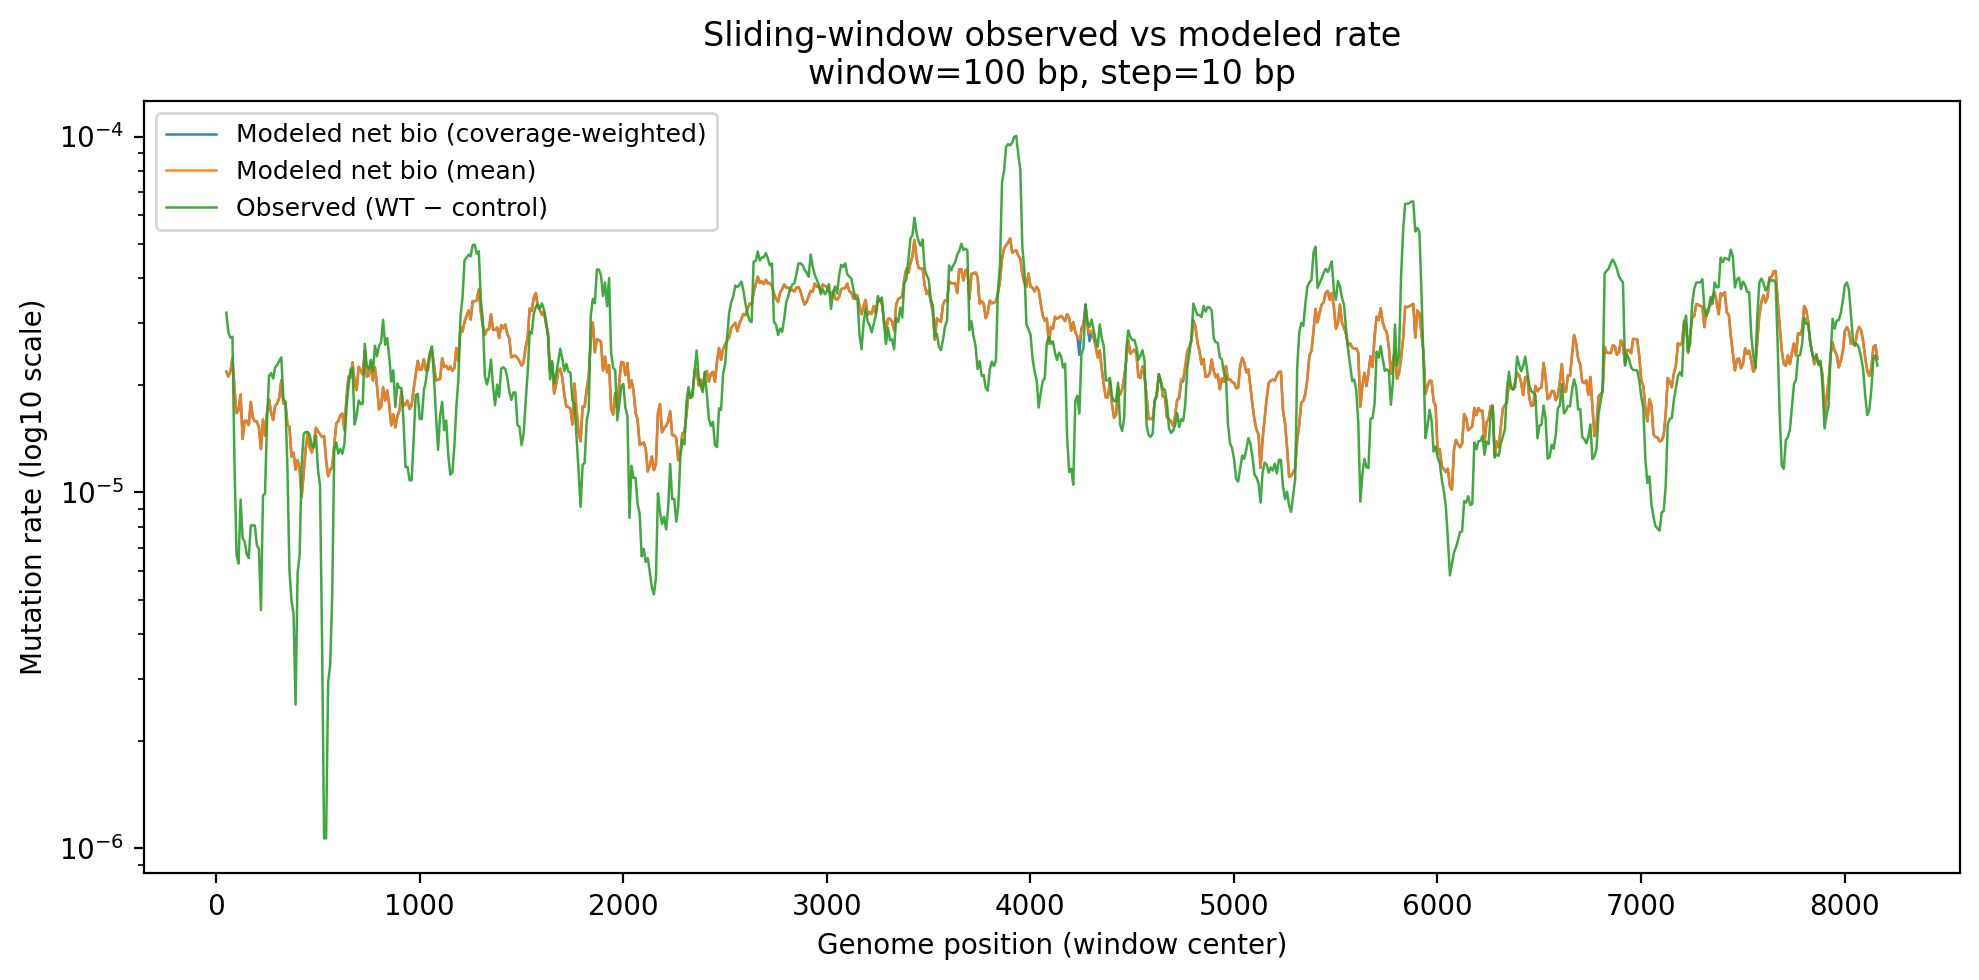 Sliding-window observed vs modeled rate
window=100 bp, step=10 bp
Modeled net bio (coverage-weighted)
Modeled net bio (mean)
Observed (WT − control)
Mutation rate (log10 scale)
10⁻⁴
10⁻⁵
10⁻⁶
0 1000 2000 3000 4000 5000 6000 7000 8000
Genome position (window center)